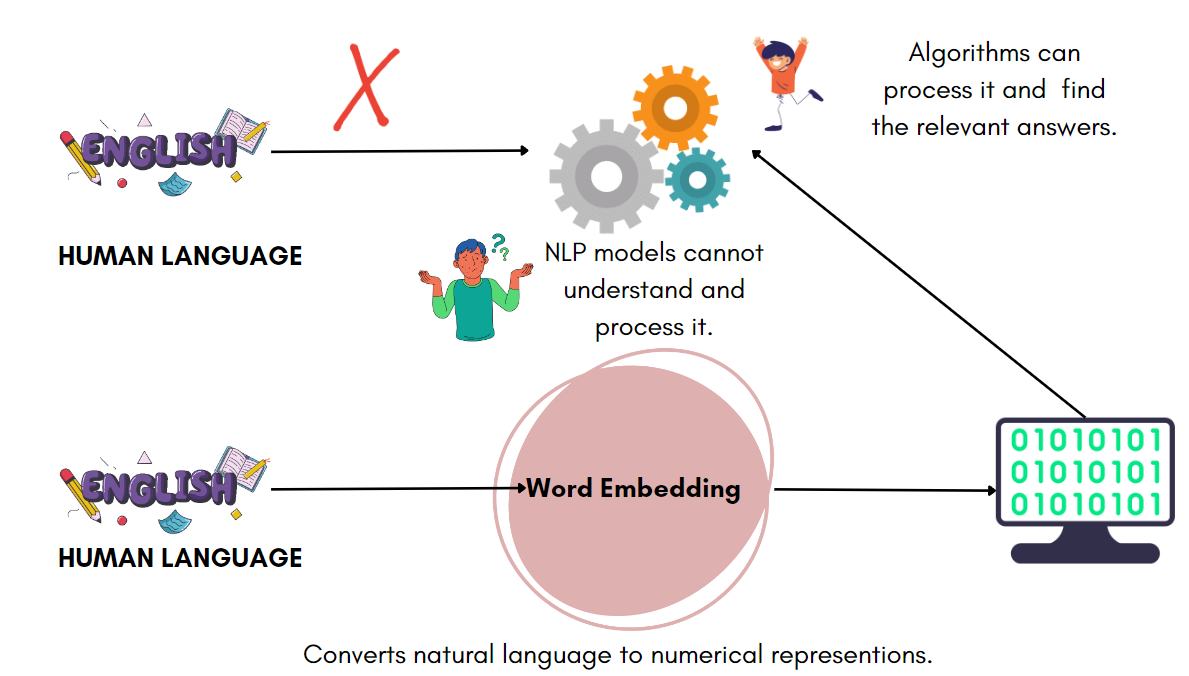 Algorithms can
process it and find
the relevant answers.
ENGLISH
HUMAN LANGUAGE
NLP models cannot
understand and
process it.
ENGLISH
HUMAN LANGUAGE
Word Embedding
01010101
01010101
01010101
Converts natural language to numerical represention​s.